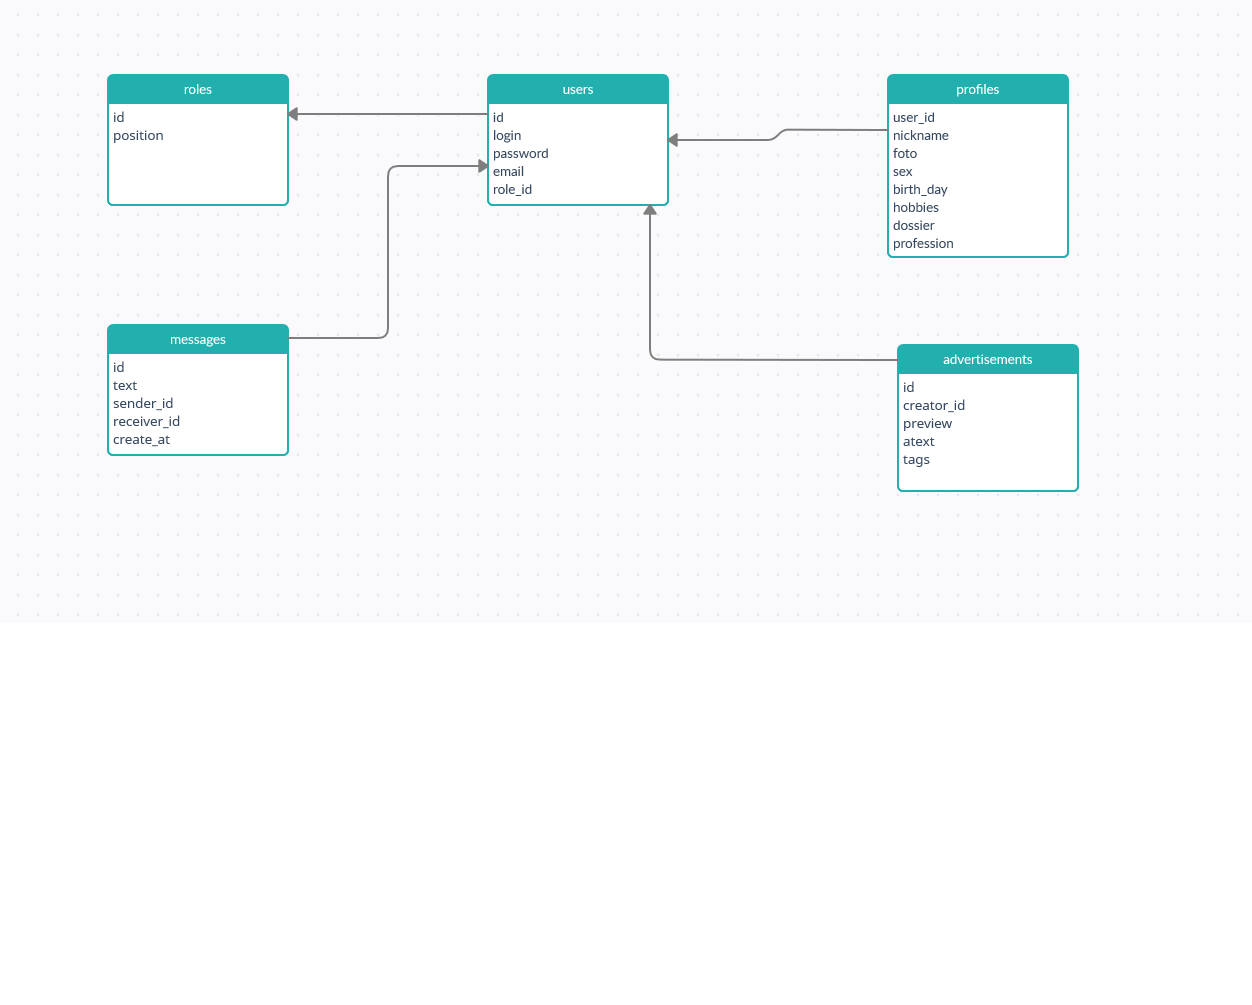 roles
id
position
users
id
login
password
email
role_id
profiles
user_id
nickname
foto
sex
birth_day
hobbies
dossier
profession
messages
id
text
sender_id
receiver_id
create_at
advertisements
id
creator_id
preview
atext
tags